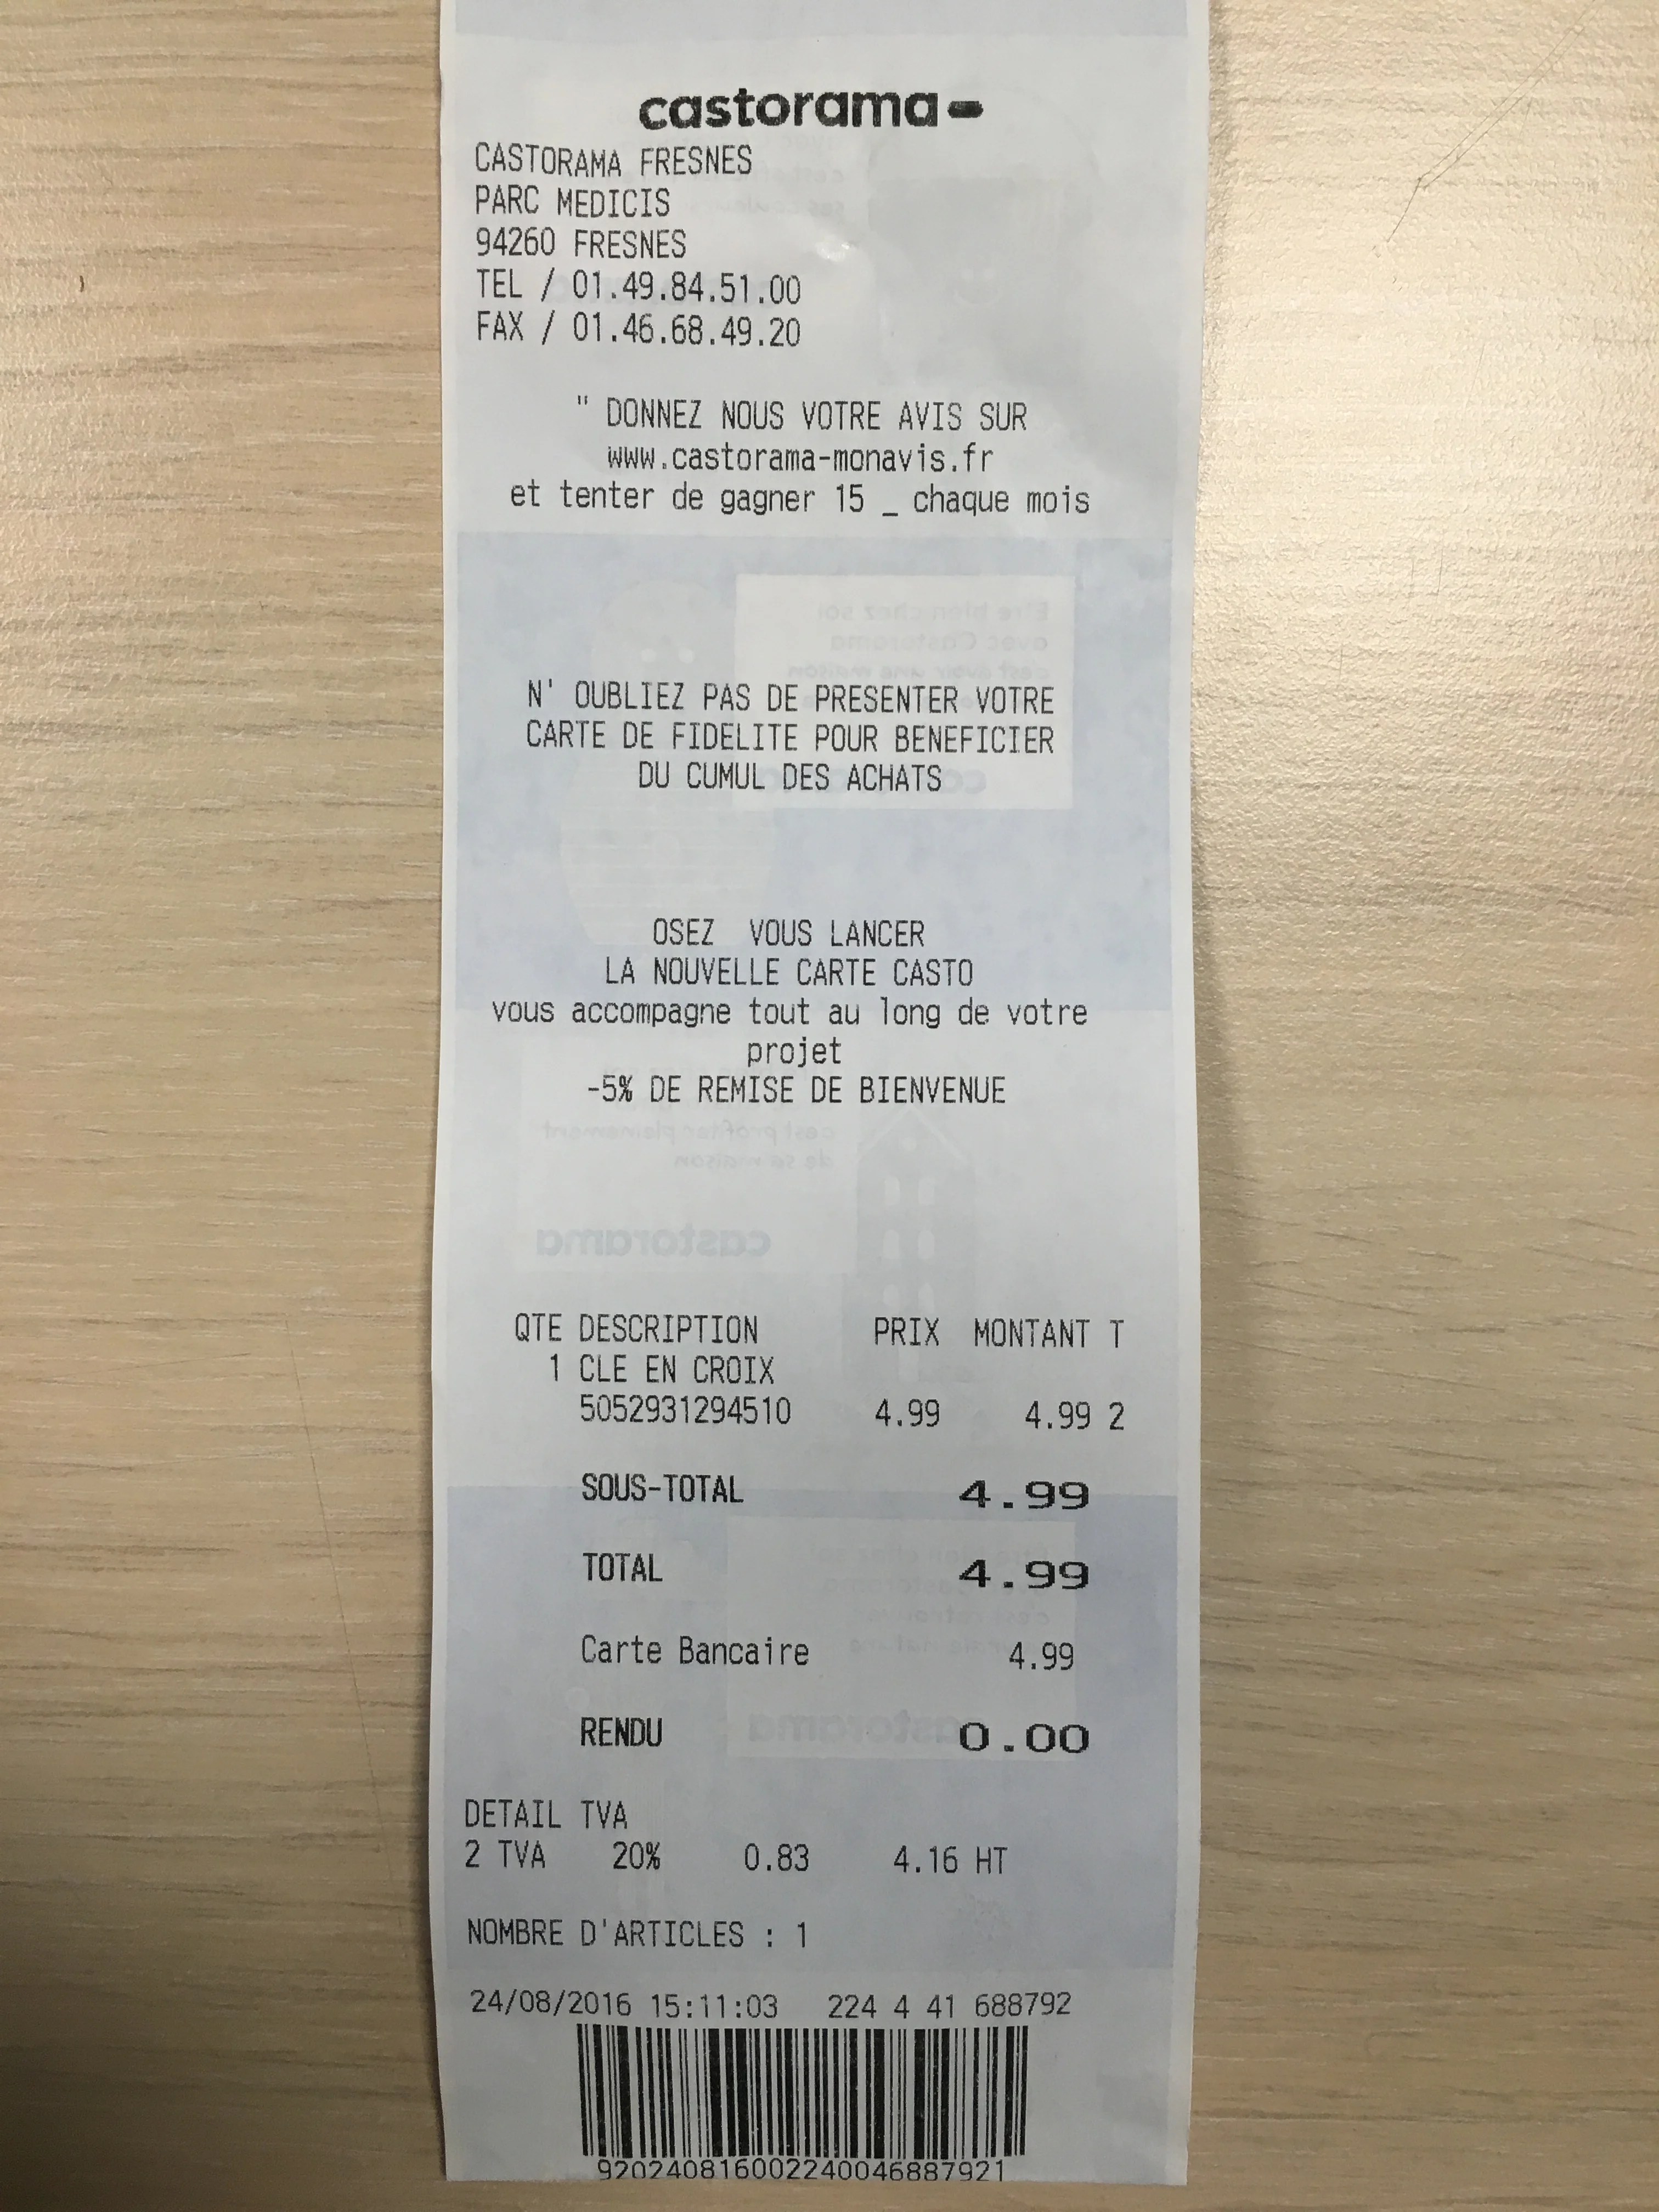 castorama
CASTORAMA FRESNES
PARC MEDICIS
94260 FRESNES
TEL / 01.49.84.51.00
FAX / 01.46.68.49.20
" DONNEZ NOUS VOTRE AVIS SUR
www.castorama-monavis.fr
et tenter de gagner 15 _ chaque mois
N' OUBLIEZ PAS DE PRESENTER VOTRE
CARTE DE FIDELITE POUR BENEFICIER
DU CUMUL DES ACHATS
OSEZ VOUS LANCER
LA NOUVELLE CARTE CASTO
vous accompagne tout au long de votre
projet
-5% DE REMISE DE BIENVENUE
QTE DESCRIPTION PRIX MONTANT T
1 CLE EN CROIX
5052931294510 4.99 4.99 2
SOUS-TOTAL 4.99
TOTAL 4.99
Carte Bancaire 4.99
RENDU 0.00
DETAIL TVA
2 TVA 20% 0.83 4.16 HT
NOMBRE D'ARTICLES : 1
24/08/2016 15:11:03 224 4 41 688792
9202408160022400468​87921